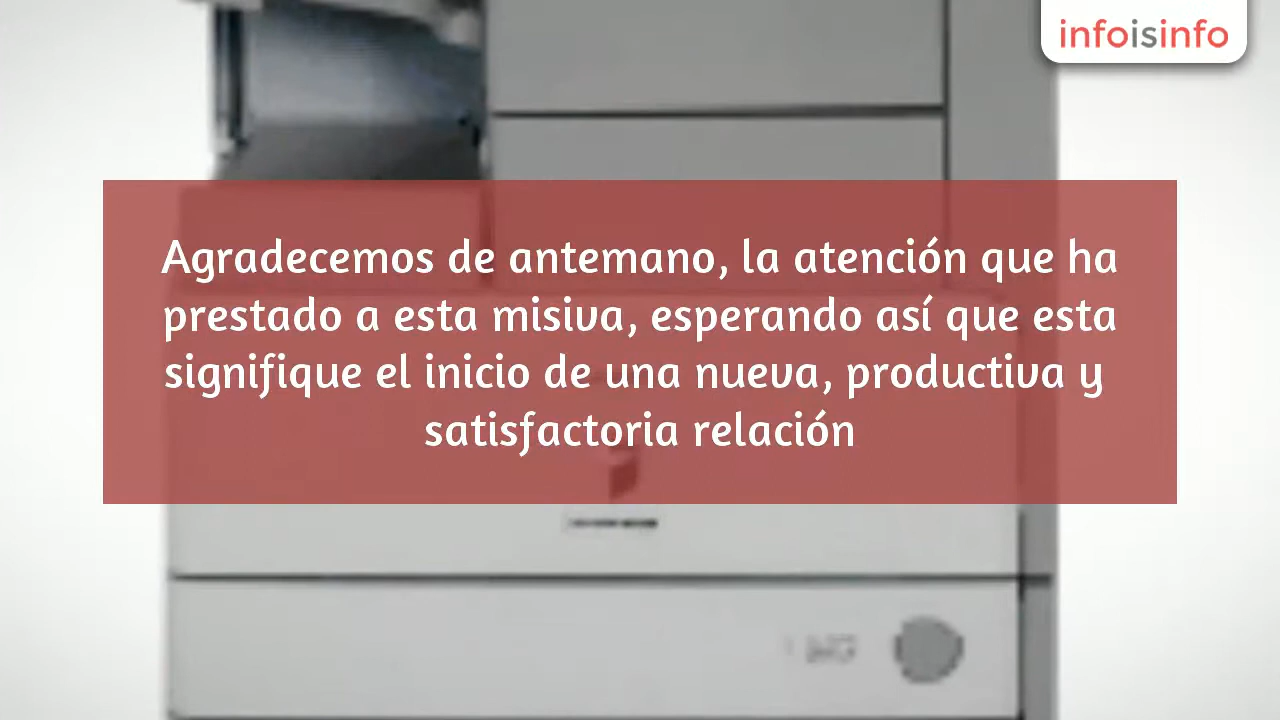 infoisinfo
Agradecemos de antemano, la atención que ha
prestado a esta misiva, esperando así que esta
signifique el inicio de una nueva, productiva y
satisfactoria relación